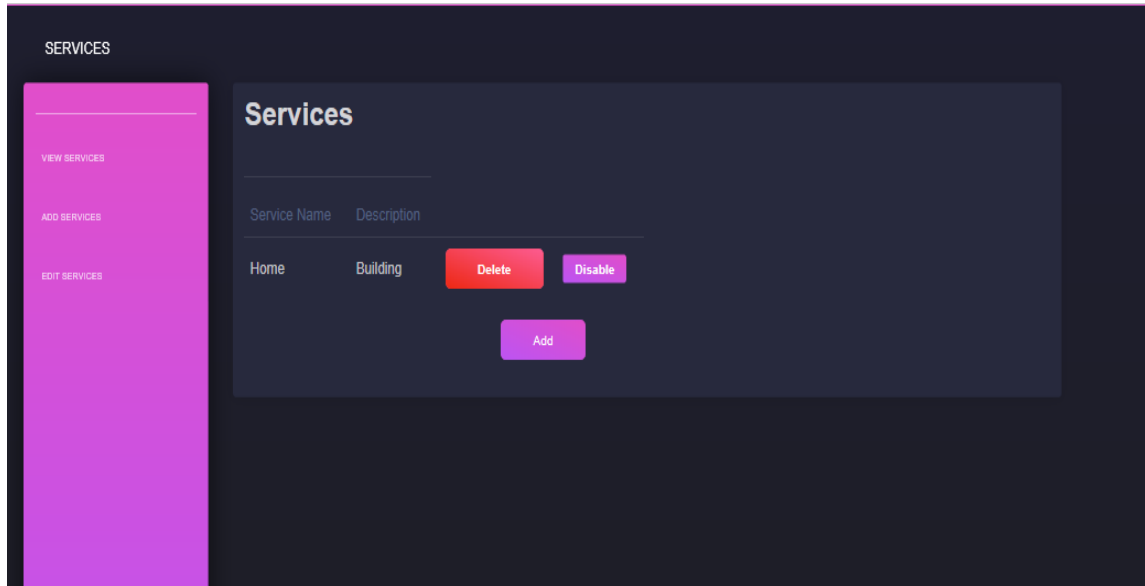 SERVICES
VIEW SERVICES
ADD SERVICES
EDIT SERVICES
Services
Service Name Description
Home Building Delete Disable
Add